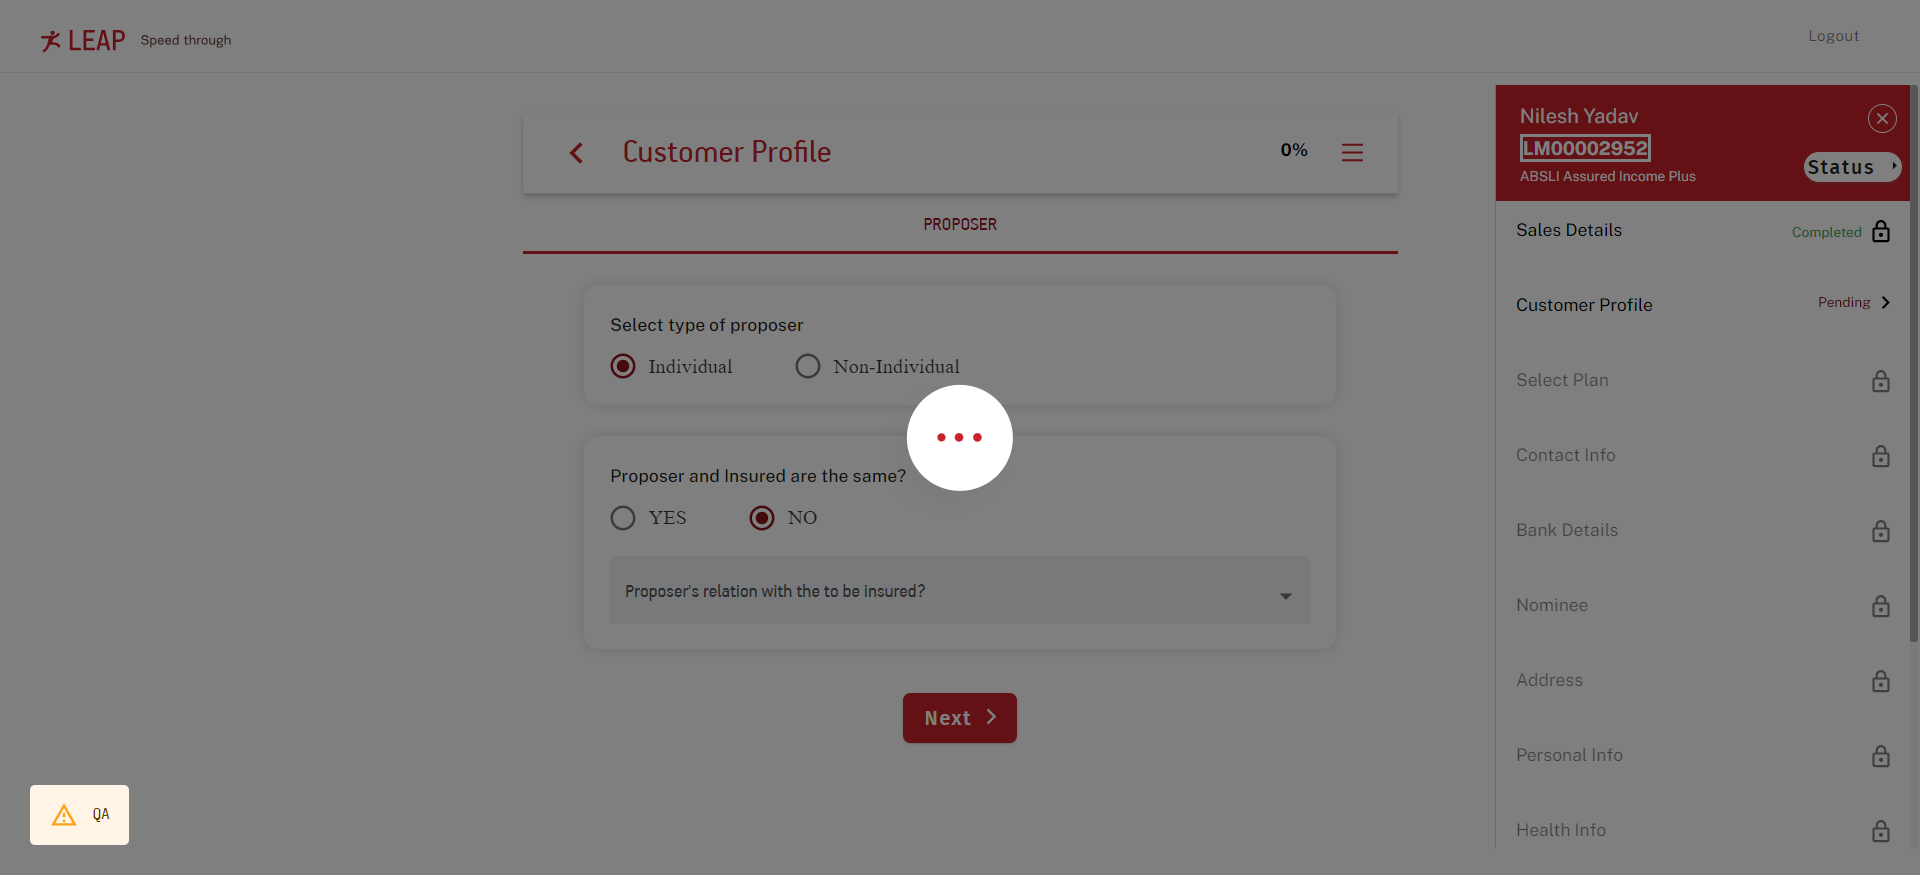 LEAP Speed through
Logout
Customer Profile
0%
PROPOSER
Select type of proposer
Individual
Non-Individual
Proposer and Insured are the same?
YES
NO
Proposer's relation with the to be insured?
Next
QA
Nilesh Yadav
LM00002952
ABSLI Assured Income Plus
Status
Sales Details
Completed
Customer Profile
Pending
Select Plan
Contact Info
Bank Details
Nominee
Address
Personal Info
Health Info